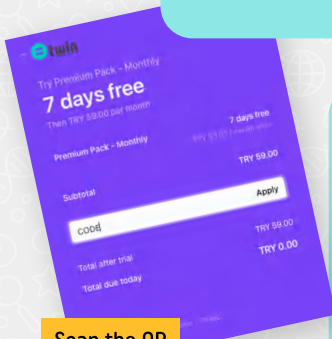 twin
Try Premium Pack - Monthly
7 days free
Then TRY 59.00 per month
Premium Pack - Monthly
7 days free
Subtotal
TRY 59.00
CODE
Apply
Total after trial
TRY 59.00
Total due today
TRY 0.00
Scan the QR